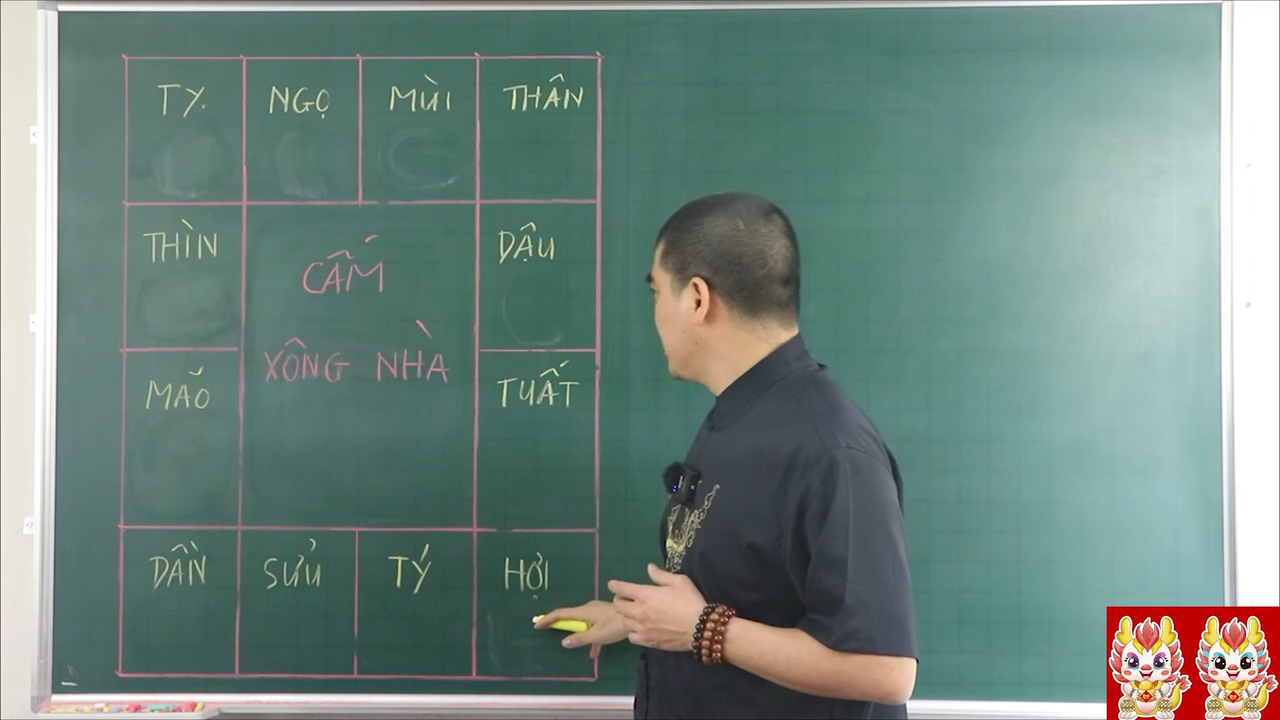 TỴ
NGỌ
MÙI
THÂN
THÌN
DẬU
CẤM
XÔNG NHÀ
MÃO
TUẤT
DẦN
SỬU
TÝ
HỢI